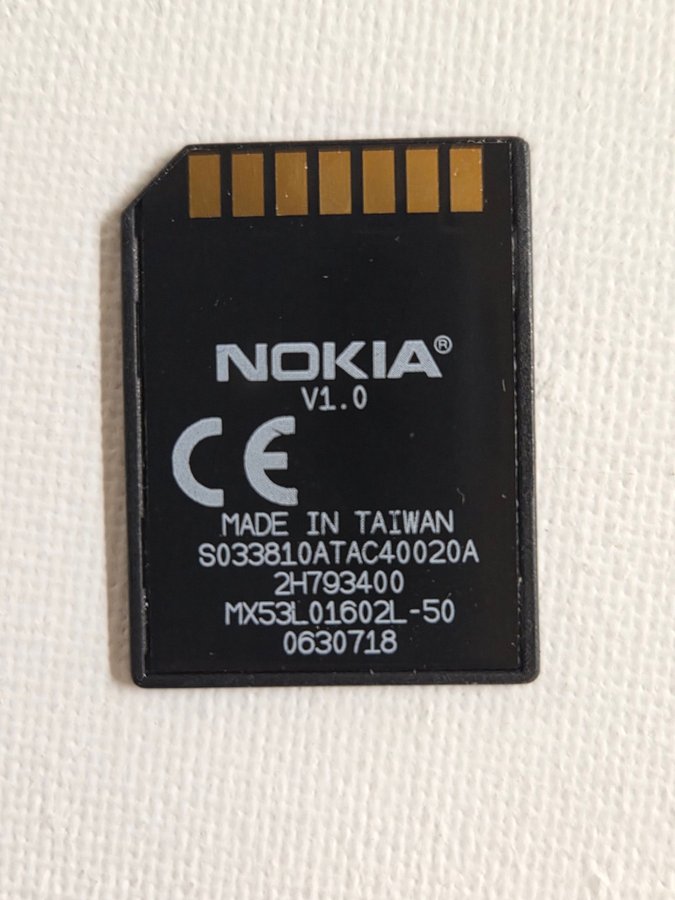 NOKIA®
V1.0
CE
MADE IN TAIWAN
S033810ATAC40020A
2H793400
MX53L01602L-50
0630718